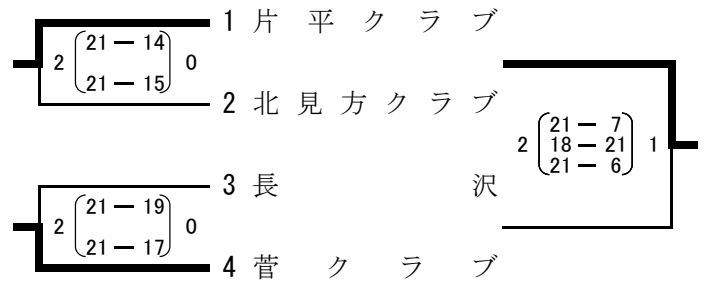 1 片平クラブ
21 — 14
2 0
21 — 15
2 北見方クラブ
21 — 7
2 18 — 21 1
21 — 6
3 長沢
21 — 19
2 0
21 — 17
4 菅クラブ